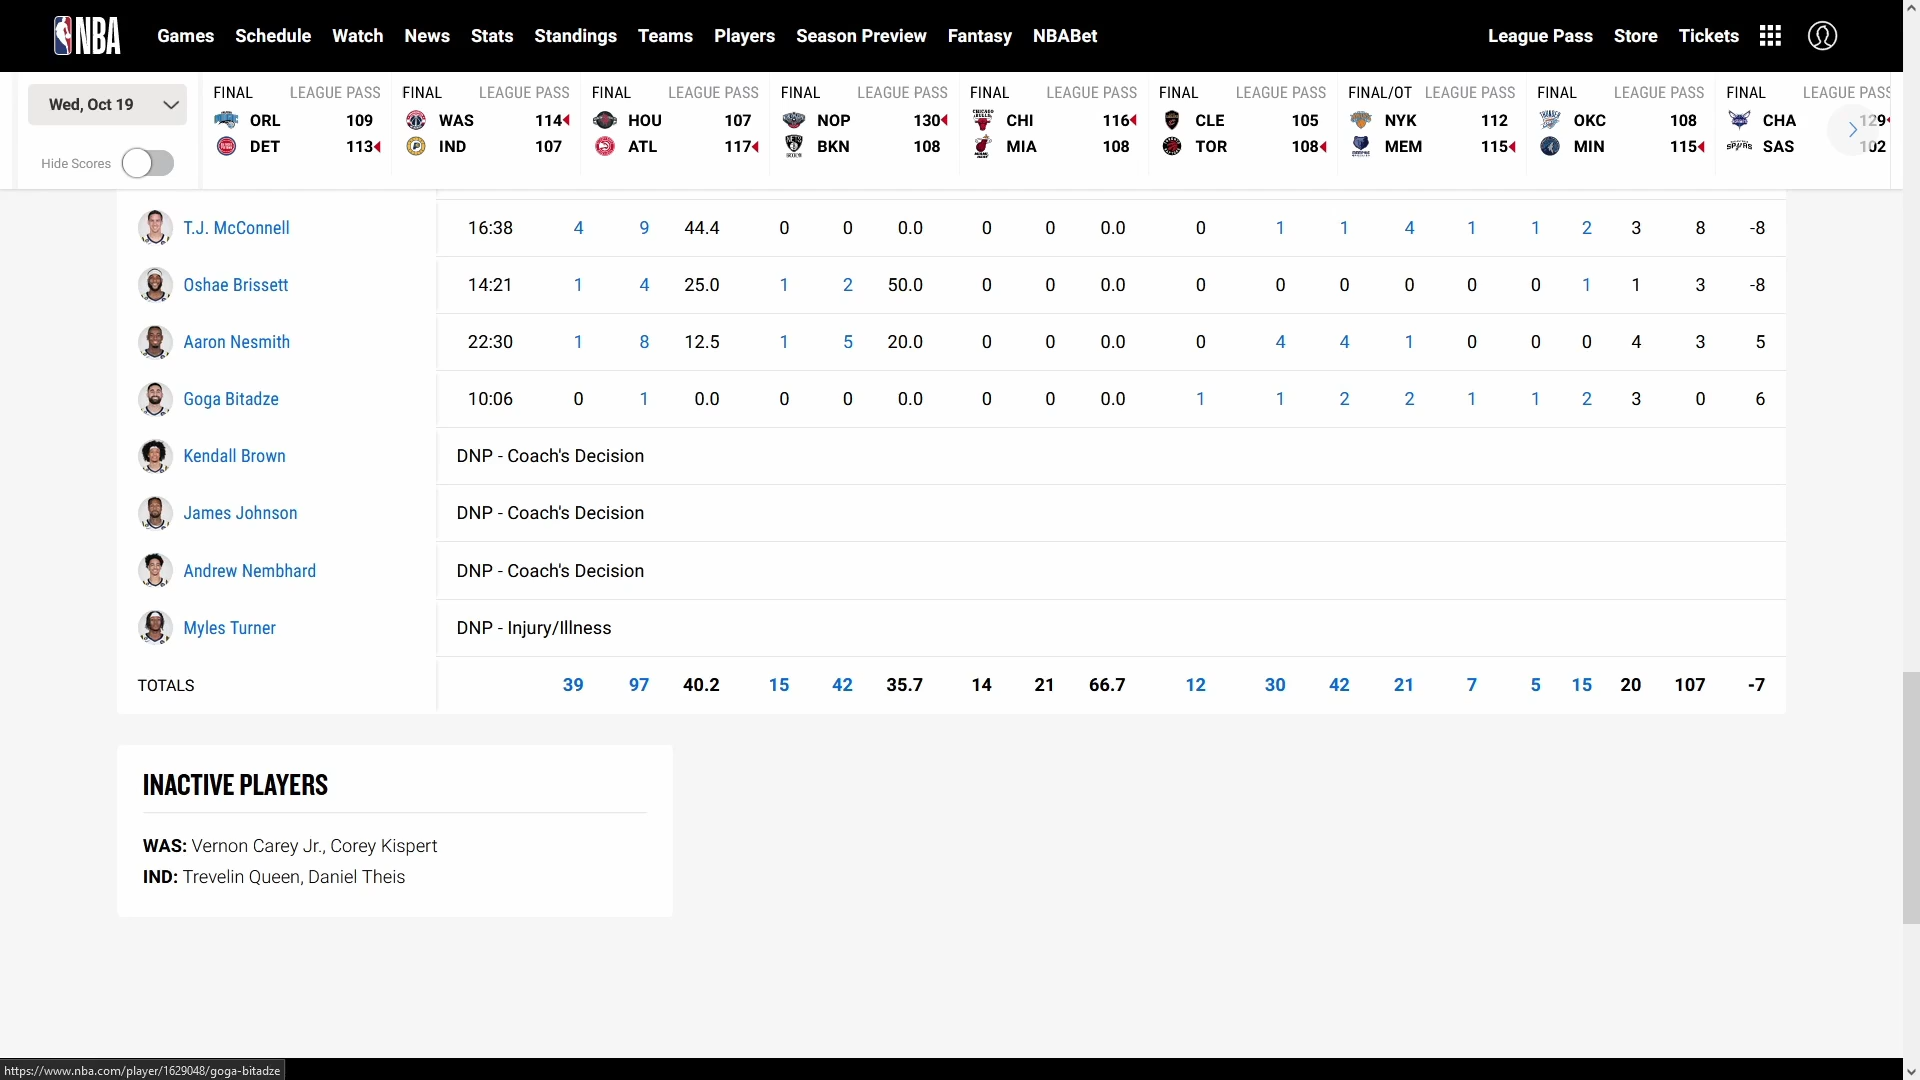 NBA Games Schedule Watch News Stats Standings Teams Players Season Preview Fantasy NBABet League Pass Store Tickets
Wed, Oct 19
Hide Scores
FINAL LEAGUE PASS
ORL 109
DET 113
FINAL LEAGUE PASS
WAS 114
IND 107
FINAL LEAGUE PASS
HOU 107
ATL 117
FINAL LEAGUE PASS
NOP 130
BKN 108
FINAL LEAGUE PASS
CHI 116
MIA 108
FINAL LEAGUE PASS
CLE 105
TOR 108
FINAL/OT LEAGUE PASS
NYK 112
MEM 115
FINAL LEAGUE PASS
OKC 108
MIN 115
FINAL LEAGUE PASS
CHA 129
SAS 102
T.J. McConnell 16:38 4 9 44.4 0 0 0.0 0 0 0.0 0 1 1 4 1 1 2 3 8 -8
Oshae Brissett 14:21 1 4 25.0 1 2 50.0 0 0 0.0 0 0 0 0 0 0 1 1 3 -8
Aaron Nesmith 22:30 1 8 12.5 1 5 20.0 0 0 0.0 0 4 4 1 0 0 0 4 3 5
Goga Bitadze 10:06 0 1 0.0 0 0 0.0 0 0 0.0 1 1 2 2 1 1 2 3 0 6
Kendall Brown DNP - Coach's Decision
James Johnson DNP - Coach's Decision
Andrew Nembhard DNP - Coach's Decision
Myles Turner DNP - Injury/Illness
TOTALS 39 97 40.2 15 42 35.7 14 21 66.7 12 30 42 21 7 5 15 20 107 -7
INACTIVE PLAYERS
WAS: Vernon Carey Jr., Corey Kispert
IND: Trevelin Queen, Daniel Theis
https://www.nba.com/player/1629048/goga-bitadze